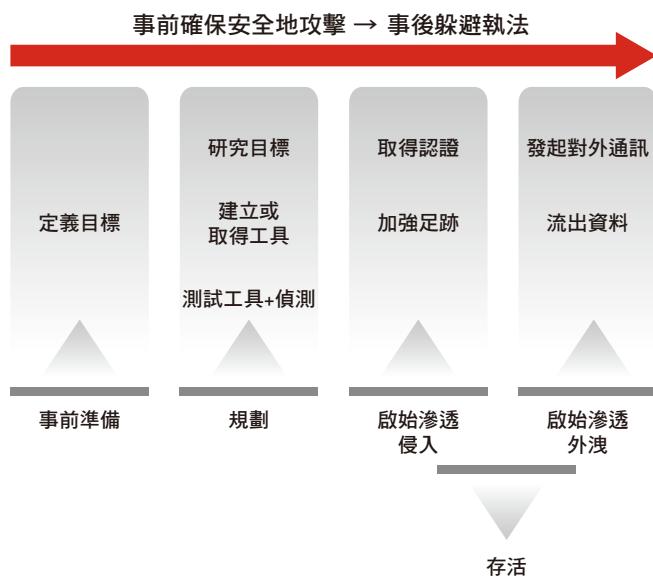 事前確保安全地攻擊 → 事後躲避執法
定義目標
研究目標
建立或
取得工具
測試工具+偵測
取得認證
加強足跡
發起對外通訊
流出資料
事前準備
規劃
啟始滲透
侵入
啟始滲透
外洩
存活